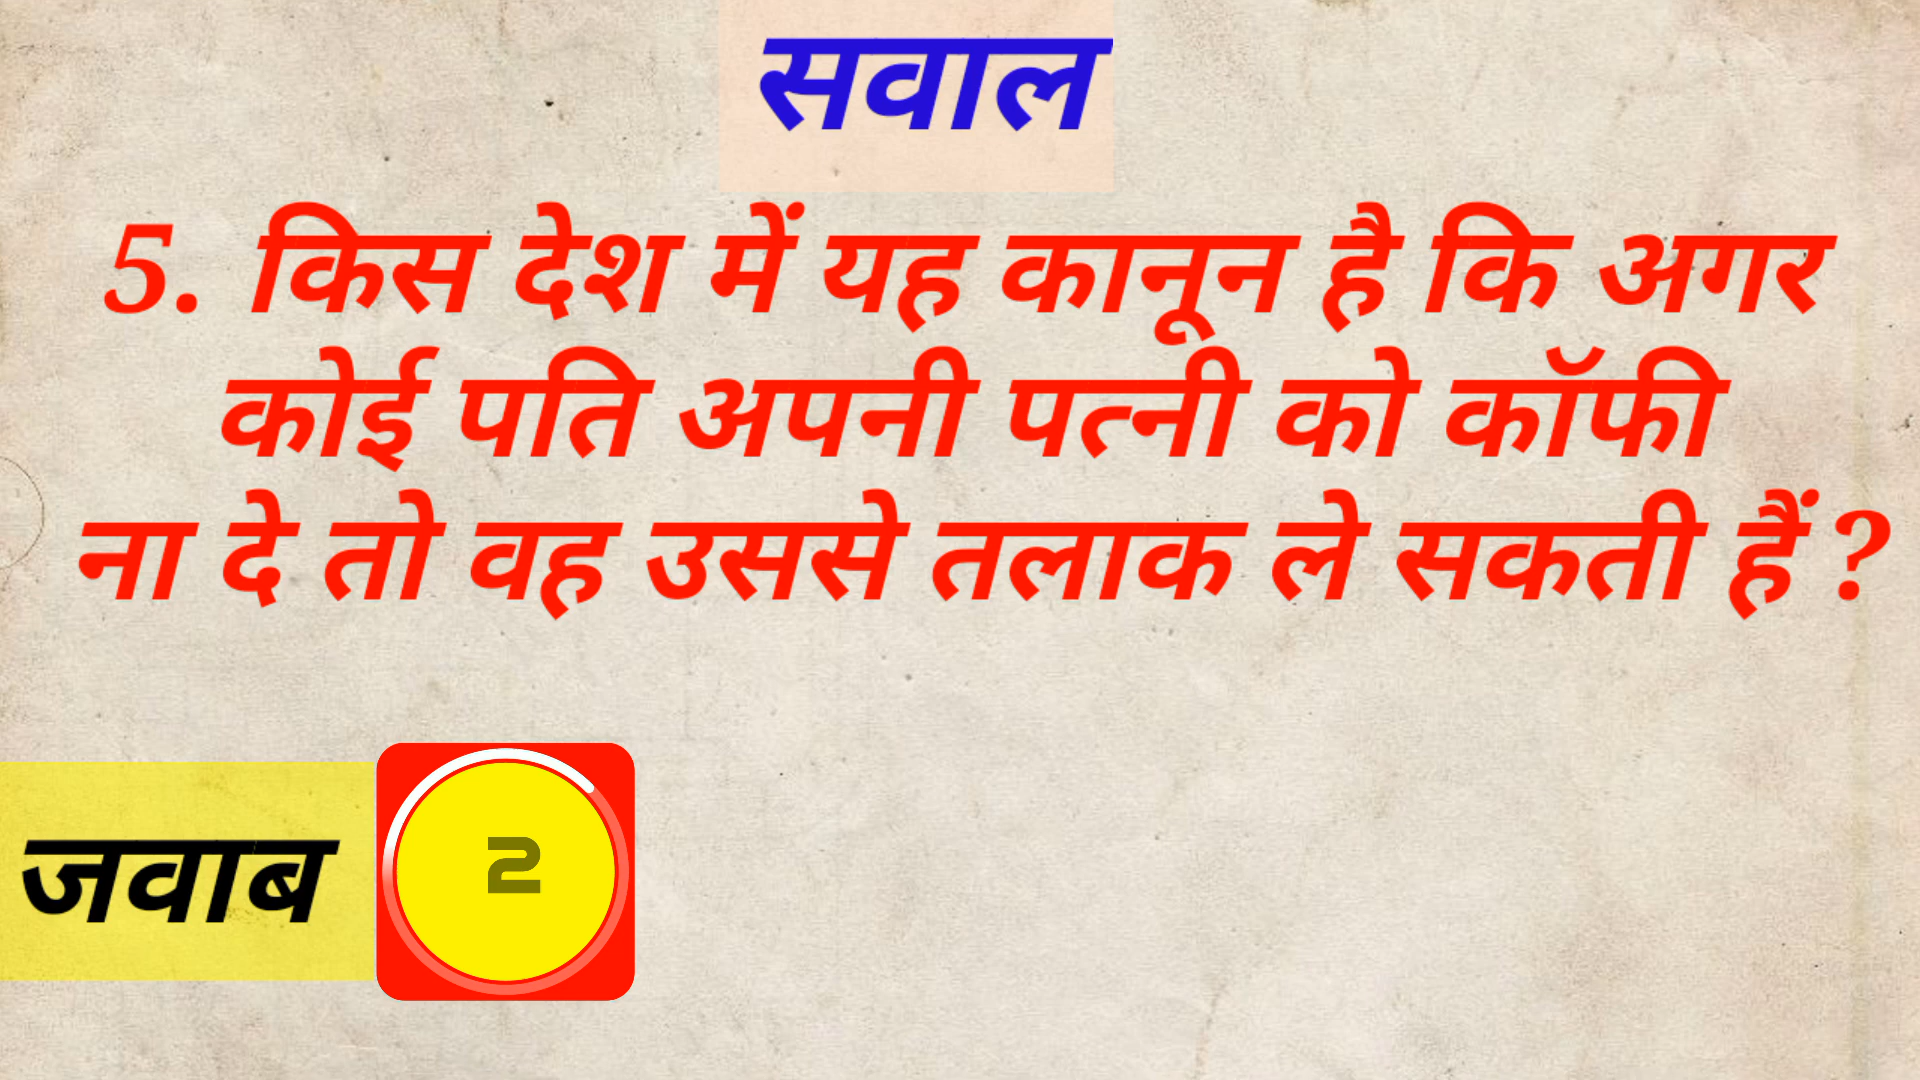 सवाल
5. किस देश में यह कानून है कि अगर
कोई पति अपनी पत्नी को कॉफी
ना दे तो वह उससे तलाक ले सकती हैं ?
जवाब
2